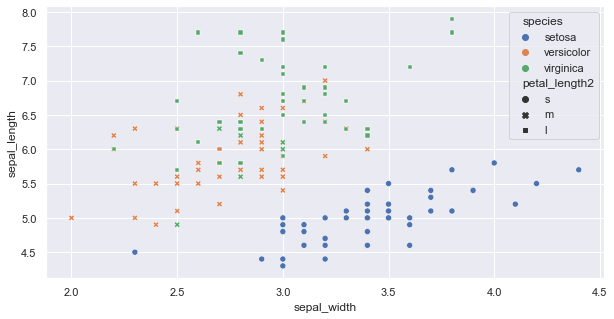 8.0
7.5
7.0
6.5
6.0
5.5
5.0
4.5
sepal_length
species
setosa
versicolor
virginica
petal_length2
s
m
l
2.0 2.5 3.0 3.5 4.0 4.5
sepal_width